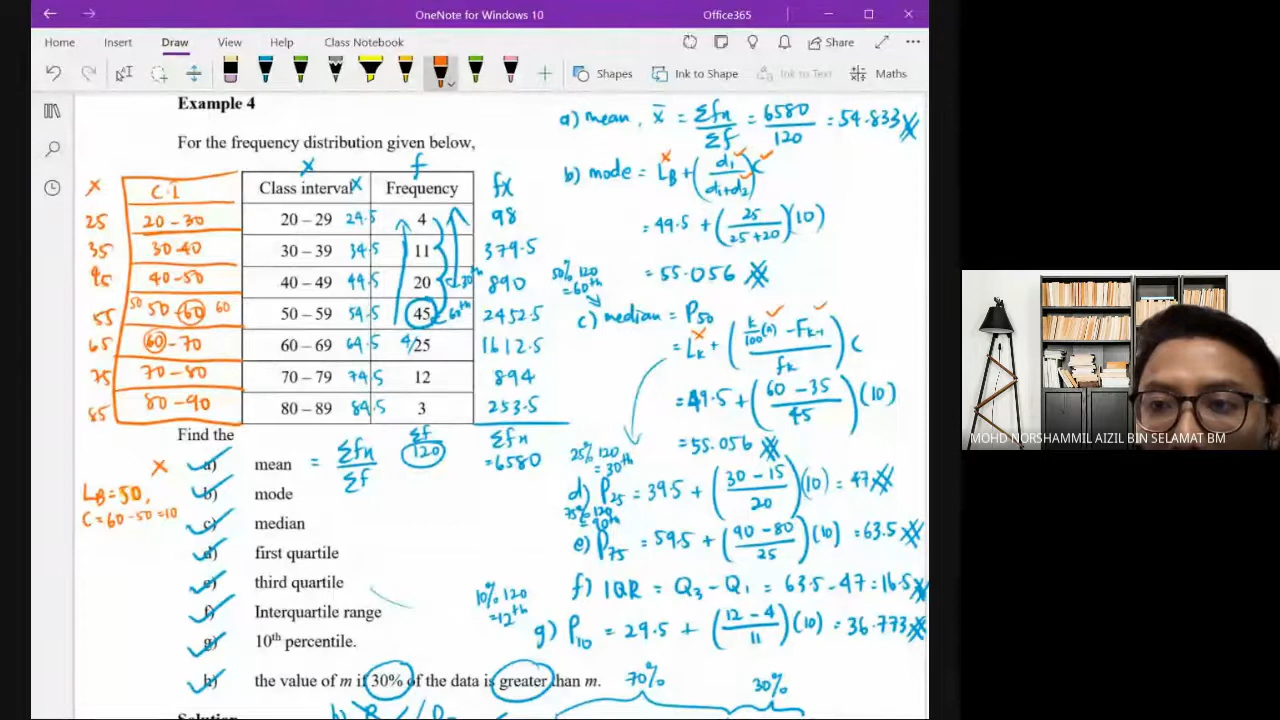 OneNote for Windows 10
Office365
Home Insert Draw View Help Class Notebook
Share
Shapes Ink to Shape Ink to Text Maths
Example 4
For the frequency distribution given below,
x f
x C.I Class interval x Frequency fx
25 20 - 30 20 – 29 24.5 4 98
35 30 - 40 30 – 39 34.5 11 379.5
45 40 - 50 40 – 49 44.5 20 30th 890
55 50 50 - 60 60 50 – 59 54.5 45 60th 2452.5
65 60 - 70 60 – 69 64.5 25 1612.5
75 70 - 80 70 – 79 74.5 12 894
85 80 - 90 80 – 89 84.5 3 253.5
Σf 120
Σfx = 6580
Find the
a) mean = Σfx / Σf
b) mode
c) median
d) first quartile
e) third quartile
f) Interquartile range
g) 10th percentile.
h) the value of m if 30% of the data is greater than m.
Solution
x
LB = 50,
C = 60 - 50 = 10
a) mean, x̄ = Σfx / Σf = 6580 / 120 = 54.833
b) mode = LB + (d1 / d1+d2) C
= 49.5 + (25 / 25+20)(10)
= 55.056
50% 120
= 60th
c) median = P50
= LK + (k/100 (n) - Fk-1 / fk) C
= 49.5 + (60 - 35 / 45)(10)
= 55.056
25% 120
= 30th
d) P25 = 39.5 + (30 - 15 / 20)(10) = 47
75% 120
= 90th
e) P75 = 59.5 + (90 - 80 / 25)(10) = 63.5
f) IQR = Q3 - Q1 = 63.5 - 47 = 16.5
10% 120
= 12th
g) P10 = 29.5 + (12 - 4 / 11)(10) = 36.773
70% 30%
MOHD NORSHAMMIL AIZIL BIN SELAMAT BM